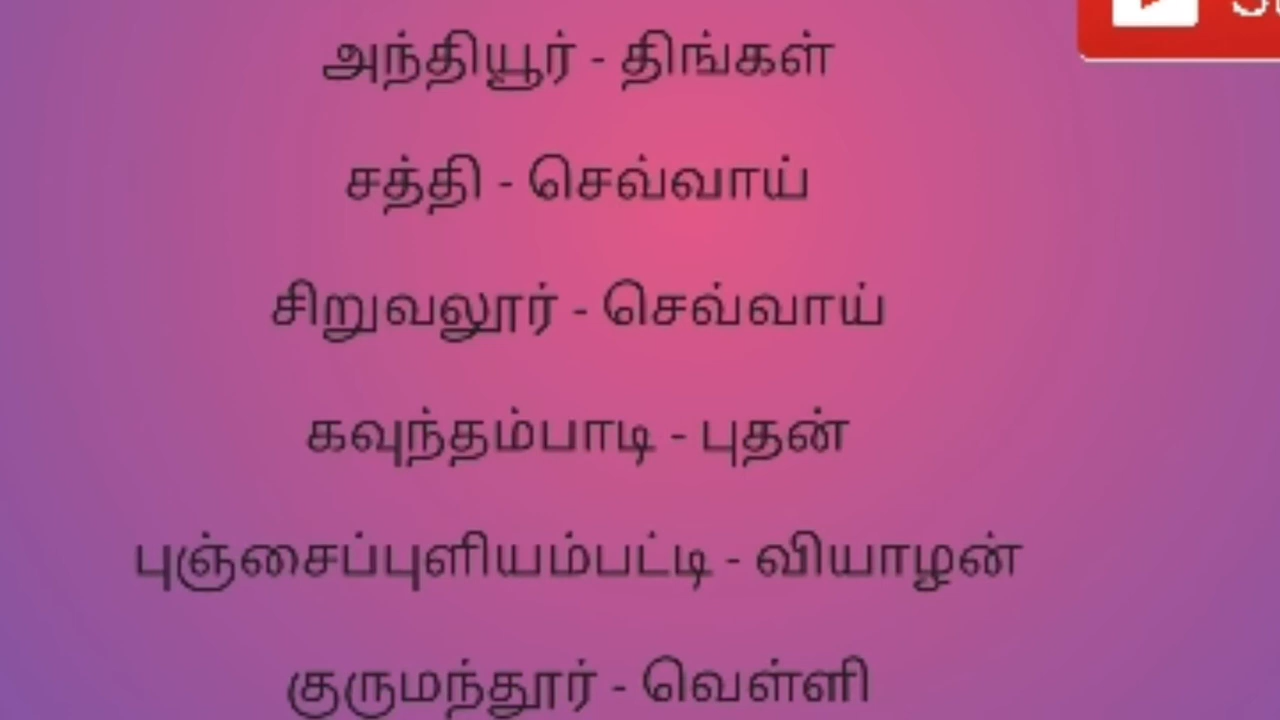 அந்தியூர் - திங்கள்
சத்தி - செவ்வாய்
சிறுவலூர் - செவ்வாய்
கவுந்தம்பாடி - புதன்
புஞ்சைப்புளியம்பட்டி - வியாழன்
குருமந்தூர் - வெள்ளி